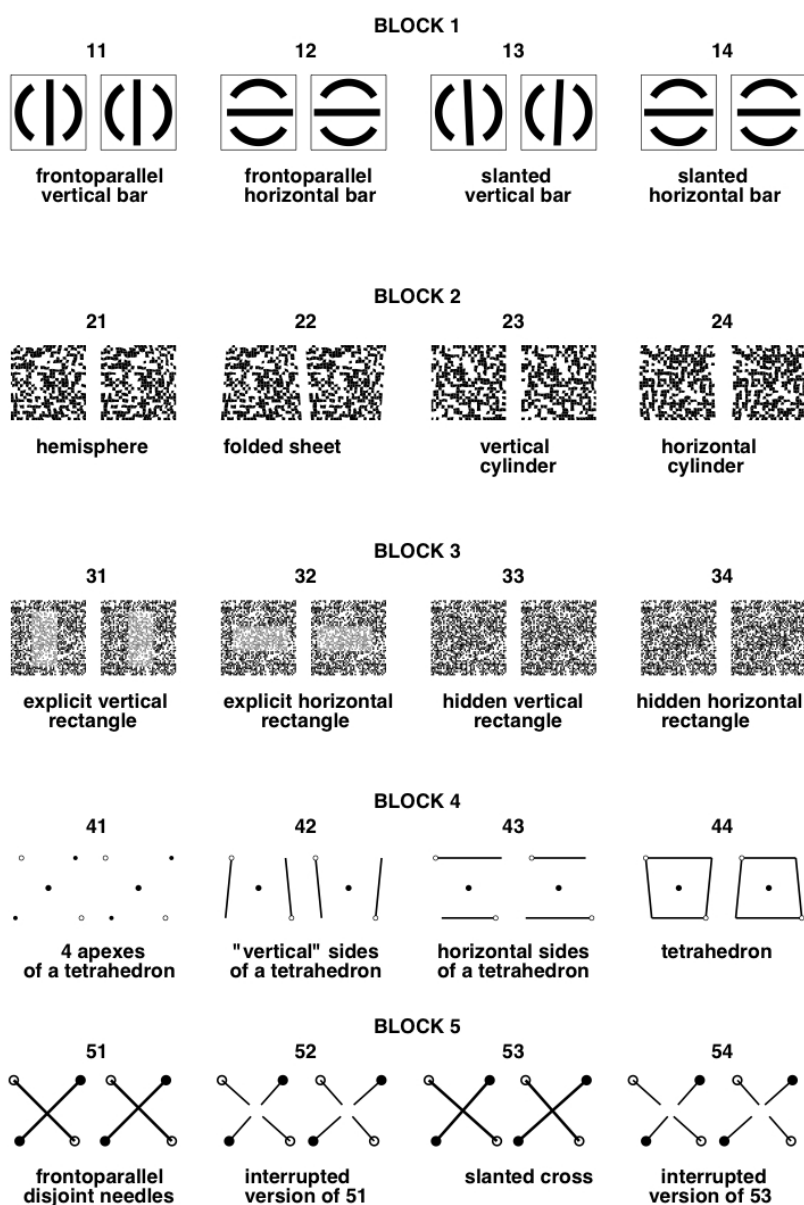 BLOCK 1
11 12 13 14
frontoparallel frontoparallel slanted slanted
vertical bar horizontal bar vertical bar horizontal bar
BLOCK 2
21 22 23 24
hemisphere folded sheet vertical horizontal
cylinder cylinder
BLOCK 3
31 32 33 34
explicit vertical explicit horizontal hidden vertical hidden horizontal
rectangle rectangle rectangle rectangle
BLOCK 4
41 42 43 44
4 apexes "vertical" sides horizontal sides tetrahedron
of a tetrahedron of a tetrahedron of a tetrahedron
BLOCK 5
51 52 53 54
frontoparallel interrupted slanted cross interrupted
disjoint needles version of 51 version of 53